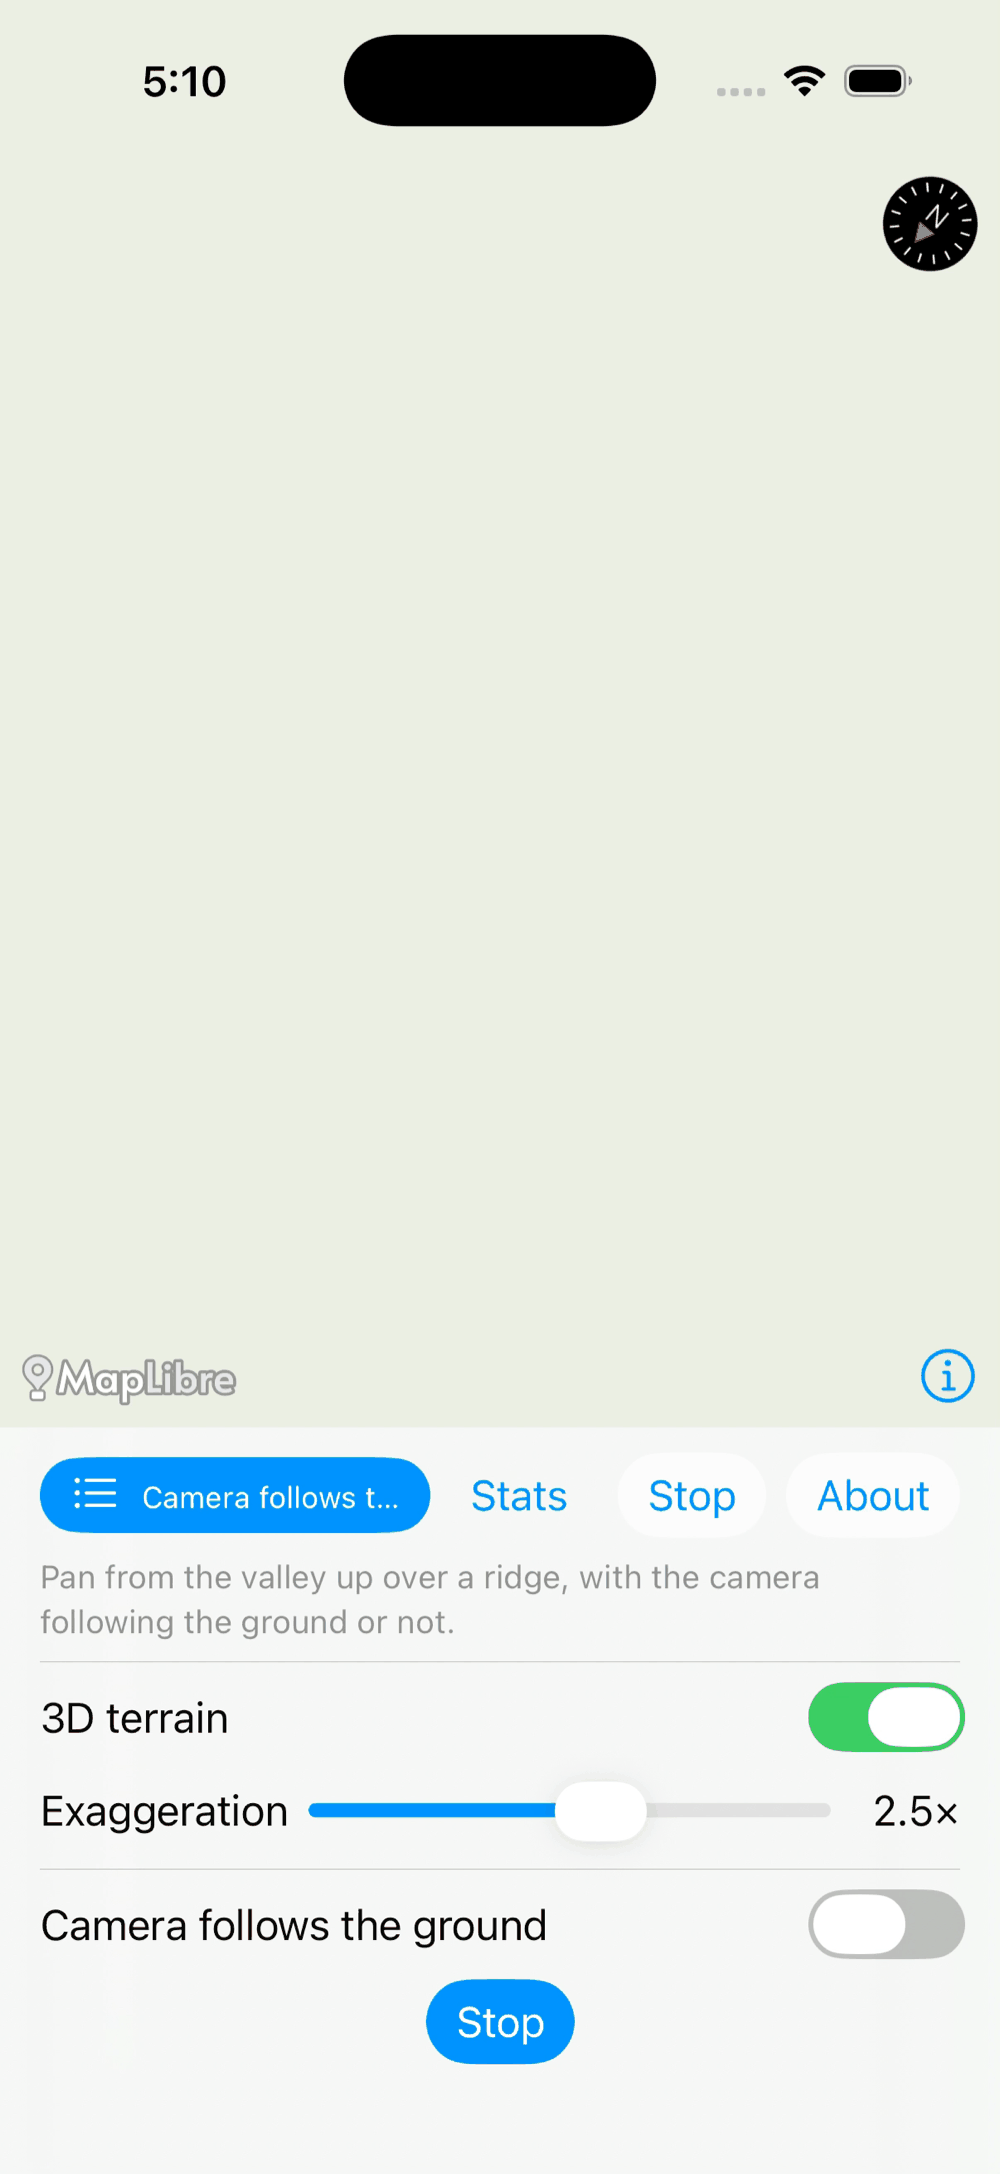 5:10
N
MapLibre
Camera follows t...
Stats
Stop
About
Pan from the valley up over a ridge, with the camera
following the ground or not.
3D terrain
Exaggeration
2.5×
Camera follows the ground
Stop